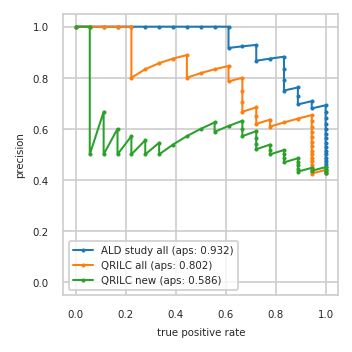 1.0
0.8
0.6
0.4
0.2
0.0
precision
ALD study all (aps: 0.932)
QRILC all (aps: 0.802)
QRILC new (aps: 0.586)
0.0 0.2 0.4 0.6 0.8 1.0
true positive rate